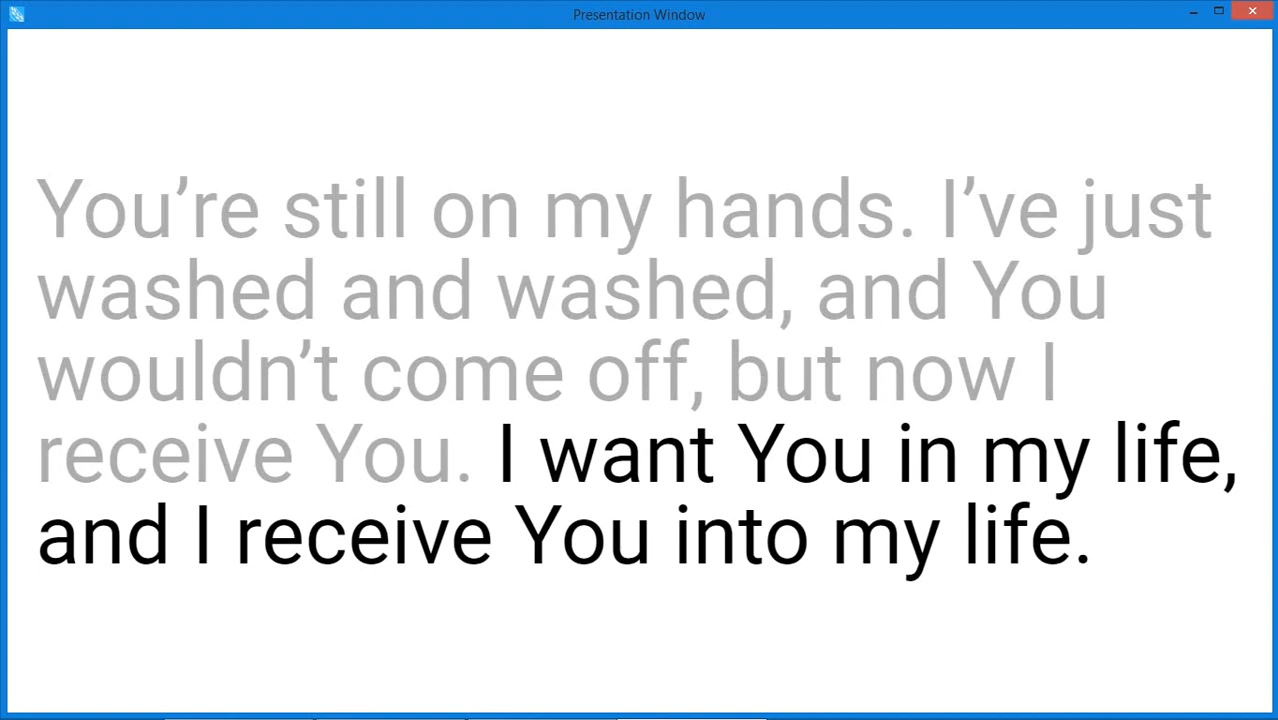 Presentation Window
You’re still on my hands. I’ve just
washed and washed, and You
wouldn’t come off, but now I
receive You. I want You in my life,
and I receive You into my life.